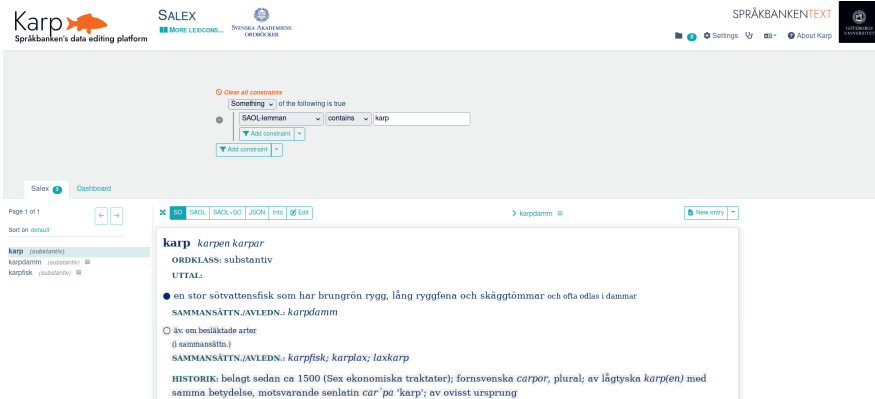 Karp
Språkbanken's data editing platform
SALEX
MORE LEXICONS...
SVENSKA AKADEMIENS
ORDBÖCKER
SPRÅKBANKENTEXT
0 Settings About Karp
GÖTEBORGS
UNIVERSITET
Clear all constraints
Something of the following is true
SAOL-lemman contains karp
Add constraint
Add constraint
Salex 3 Dashboard
Page 1 of 1 ← →
Sort on default
karp (substantiv)
karpdamm (substantiv)
karpfisk (substantiv)
SO SAOL SAOL+SO JSON Info Edit
karpdamm
New entry
karp karpen karpar
ORDKLASS: substantiv
UTTAL:
en stor sötvattensfisk som har brungrön rygg, lång ryggfena och skäggtömmar och ofta odlas i dammar
SAMMANSÄTTN./AVLEDN.: karpdamm
äv. om besläktade arter
(i sammansättn.)
SAMMANSÄTTN./AVLEDN.: karpfisk; karplax; laxkarp
HISTORIK: belagt sedan ca 1500 (Sex ekonomiska traktater); fornsvenska carpor, plural; av lågtyska karp(en) med
samma betydelse, motsvarande senlatin car´pa 'karp'; av ovisst ursprung